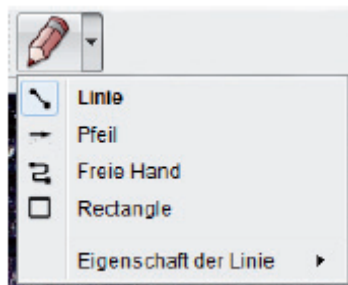 Linie
Pfeil
Freie Hand
Rectangle
Eigenschaft der Linie